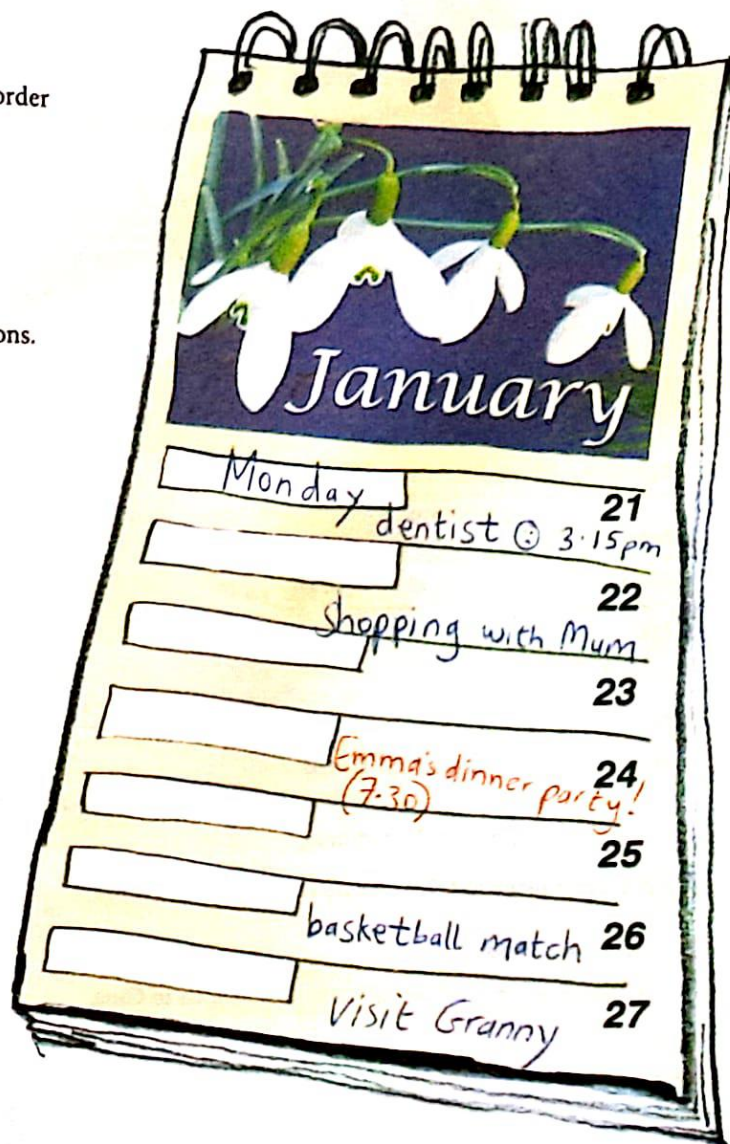 order
ons.
January
Monday 21
dentist @ 3.15pm
22
Shopping with Mum
23
24
Emma's dinner party!
(7.30)
25
basketball match 26
Visit Granny 27